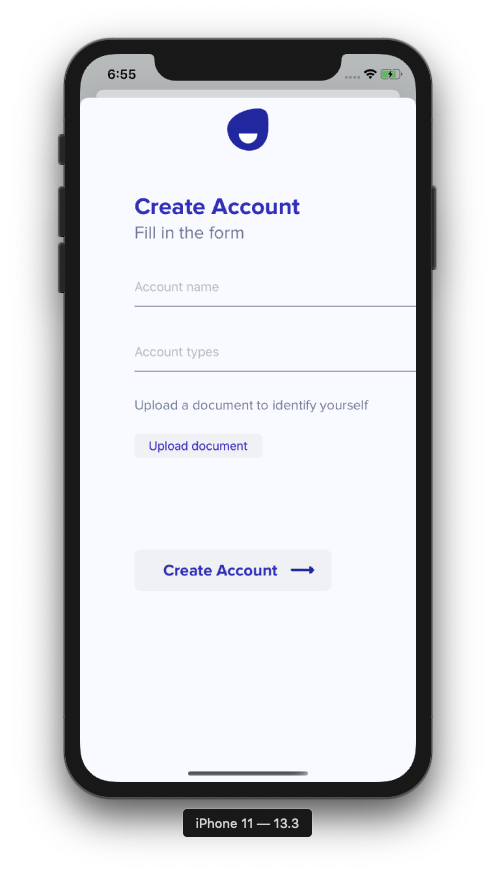 6:55
Create Account
Fill in the form
Account name
Account types
Upload a document to identify yourself
Upload document
Create Account
iPhone 11 — 13.3